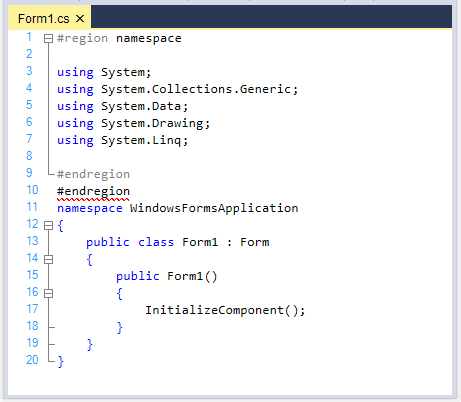 Form1.cs ×
1 #region namespace
2
3 using System;
4 using System.Collections.Generic;
5 using System.Data;
6 using System.Drawing;
7 using System.Linq;
8
9 #endregion
10 #endregion
11 namespace WindowsFormsApplication
12 {
13     public class Form1 : Form
14     {
15         public Form1()
16         {
17             InitializeComponent();
18         }
19     }
20 }